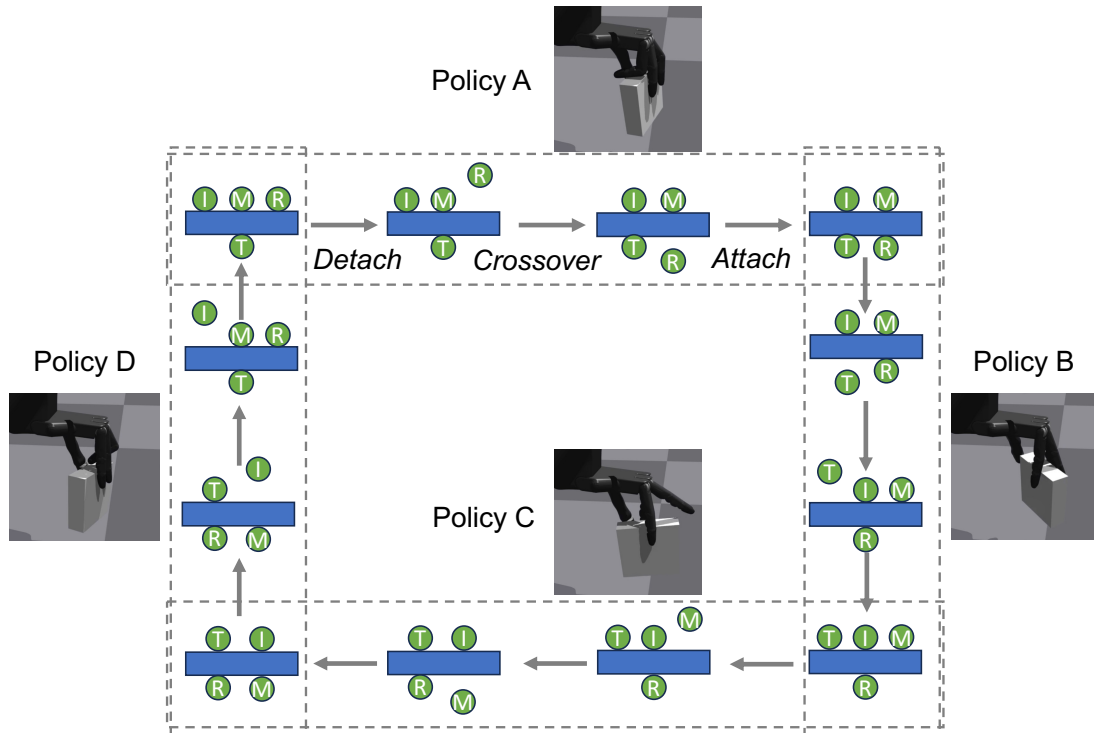 Policy A
R
I M R
I M
I M
I M
T
T
T R
T R
Detach
Crossover
Attach
I
I M
M R
T
T R
Policy D
Policy B
I
T
T
I M
R M
R
Policy C
M
T I
T I
T I
T I M
R M
R
M
R
R